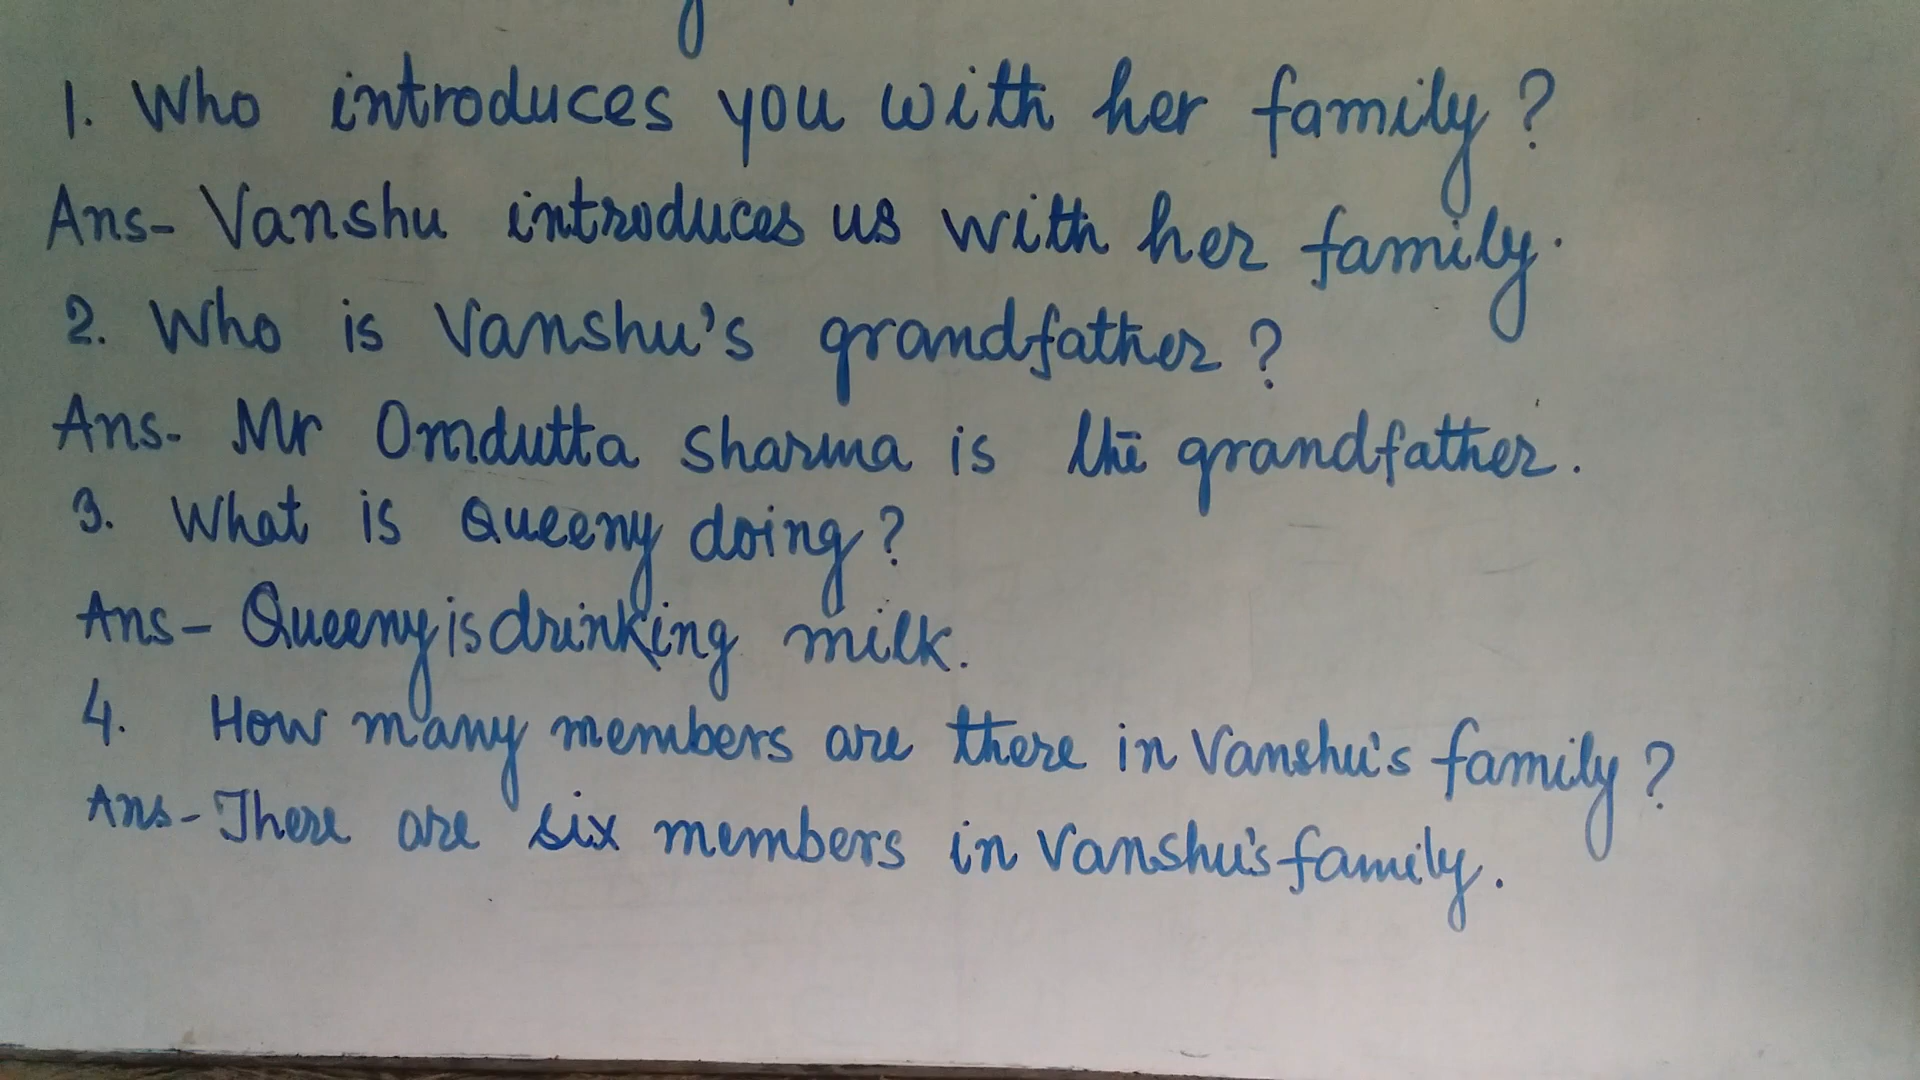 1. Who introduces you with her family?
Ans- Vanshu introduces us with her family.
2. Who is Vanshu's grandfather?
Ans- Mr Omdutta Sharma is the grandfather.
3. What is Queeny doing?
Ans- Queeny is drinking milk.
4. How many members are there in Vanshu's family?
Ans- There are six members in Vanshu's family.